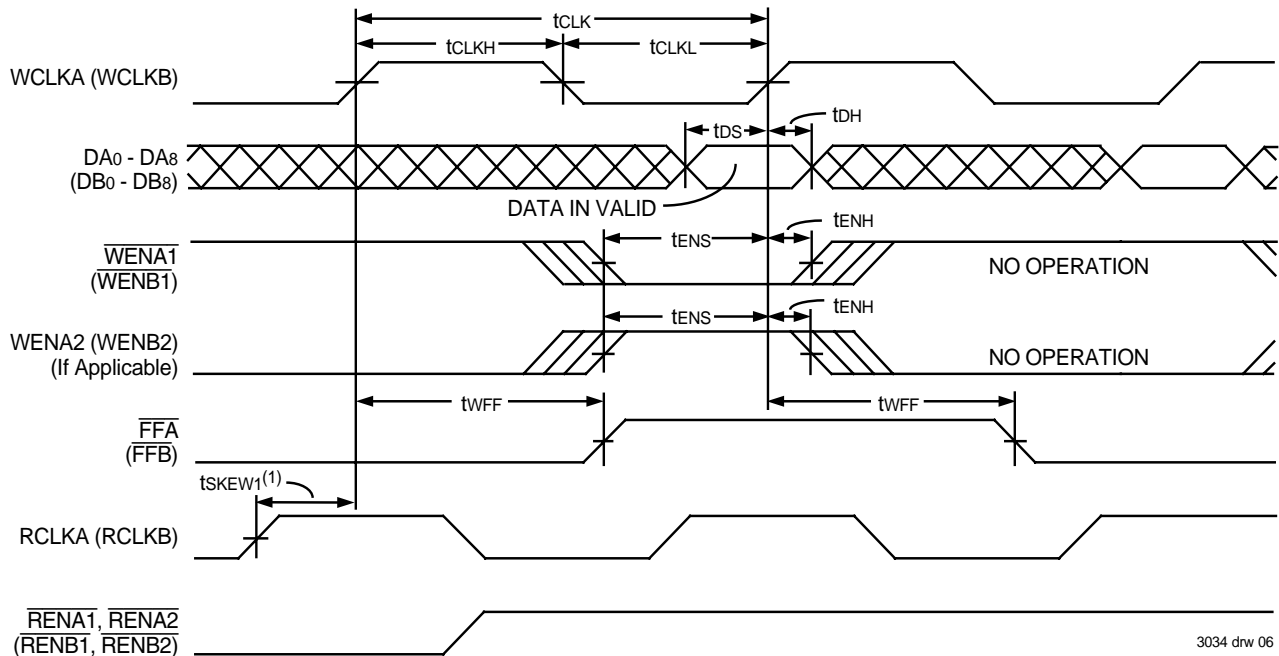 tCLK
tCLKH
tCLKL
WCLKA (WCLKB)
tDS
tDH
DA0 - DA8
(DB0 - DB8)
DATA IN VALID
tENS
tENH
WENA1
(WENB1)
NO OPERATION
tENS
tENH
WENA2 (WENB2)
(If Applicable)
NO OPERATION
tWFF
tWFF
FFA
(FFB)
tSKEW1(1)
RCLKA (RCLKB)
RENA1, RENA2
(RENB1, RENB2)
3034 drw 06